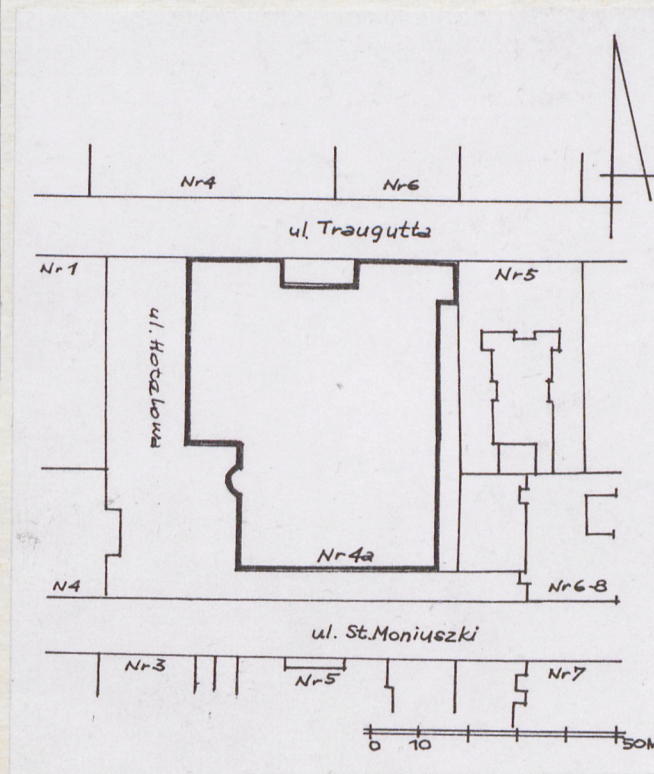 Nr4
Nr6
ul. Traugutta
Nr1
Nr5
ul. Hotelowa
Nr4a
N4
Nr6-8
ul. St.Moniuszki
Nr3
Nr5
Nr7
0 10 50M